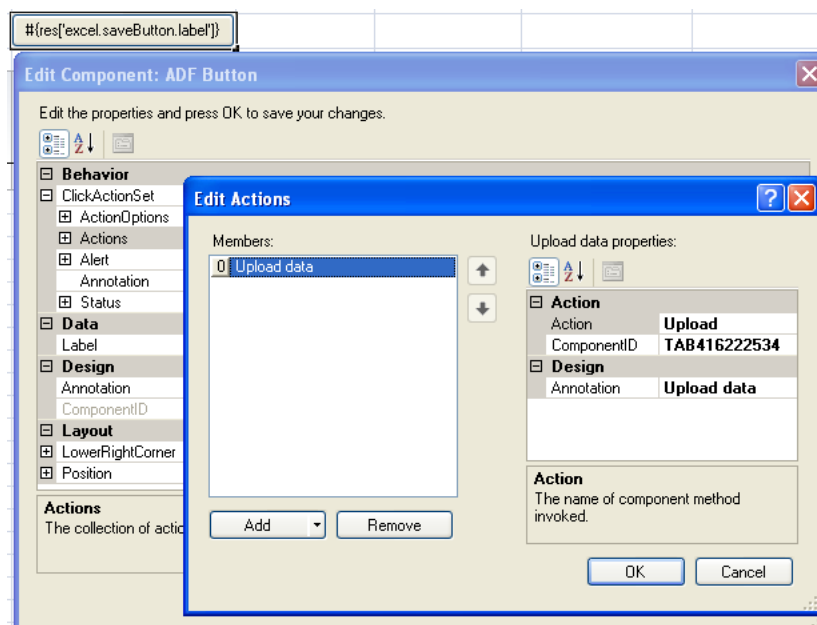 #{res['excel.saveButton.label']}
Edit Component: ADF Button
Edit the properties and press OK to save your changes.
Behavior
ClickActionSet
ActionOptions
Actions
Alert
Annotation
Status
Data
Label
Design
Annotation
ComponentID
Layout
LowerRightCorner
Position
Actions
The collection of actio
Edit Actions
Members:
0 Upload data
Add
Remove
Upload data properties:
Action
Action Upload
ComponentID TAB416222534
Design
Annotation Upload data
Action
The name of component method
invoked.
OK
Cancel